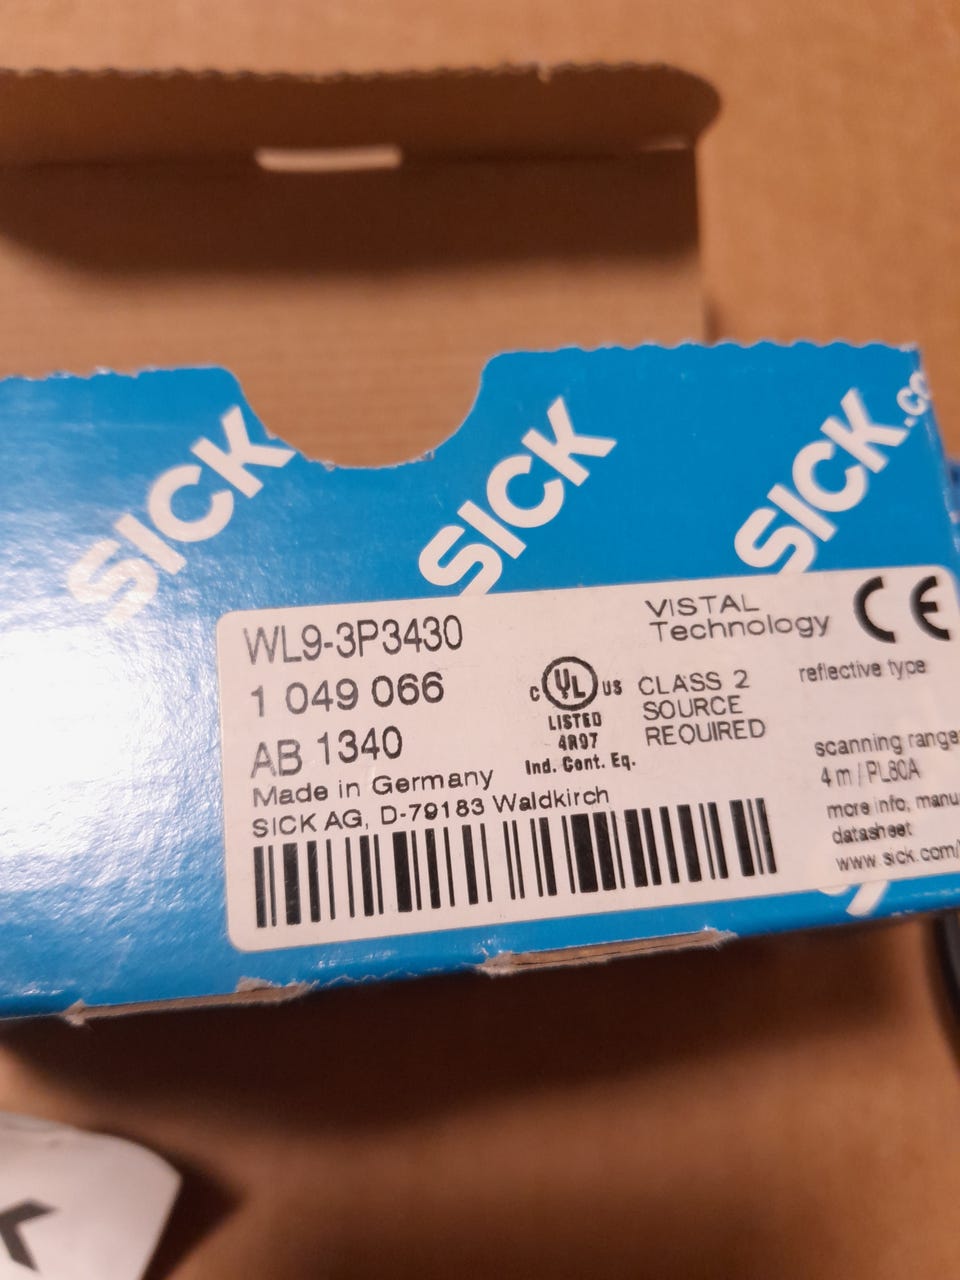 SICK
SICK
SICK.co
WL9-3P3430
1 049 066
AB 1340
Made in Germany
SICK AG, D-79183 Waldkirch
C UL US
LISTED
4R97
Ind. Cont. Eq.
VISTAL
Technology
CLASS 2
SOURCE
REQUIRED
CE
reflective type
scanning range
4 m / PL80A
more info, manu
datasheet
www.sick.com/